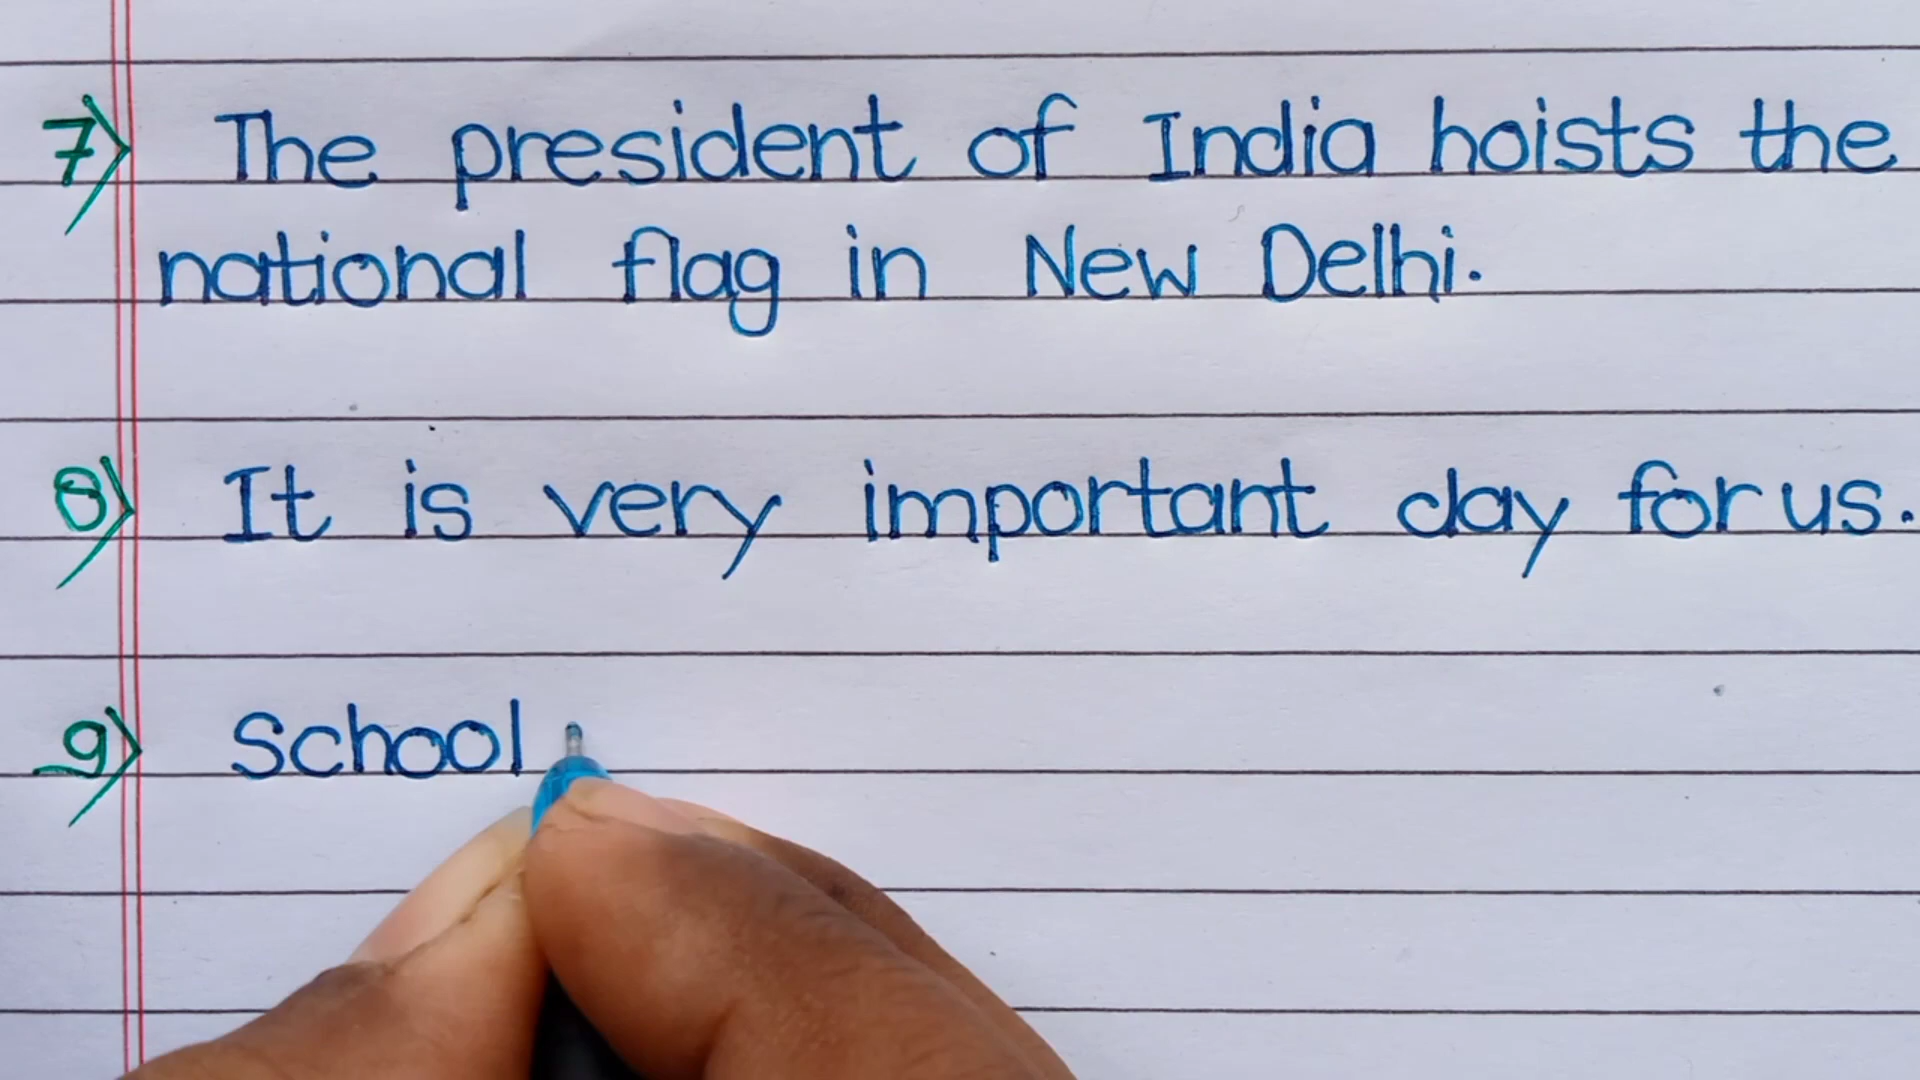 7) The president of India hoists the
national flag in New Delhi.
8) It is very important day for us.
9) School